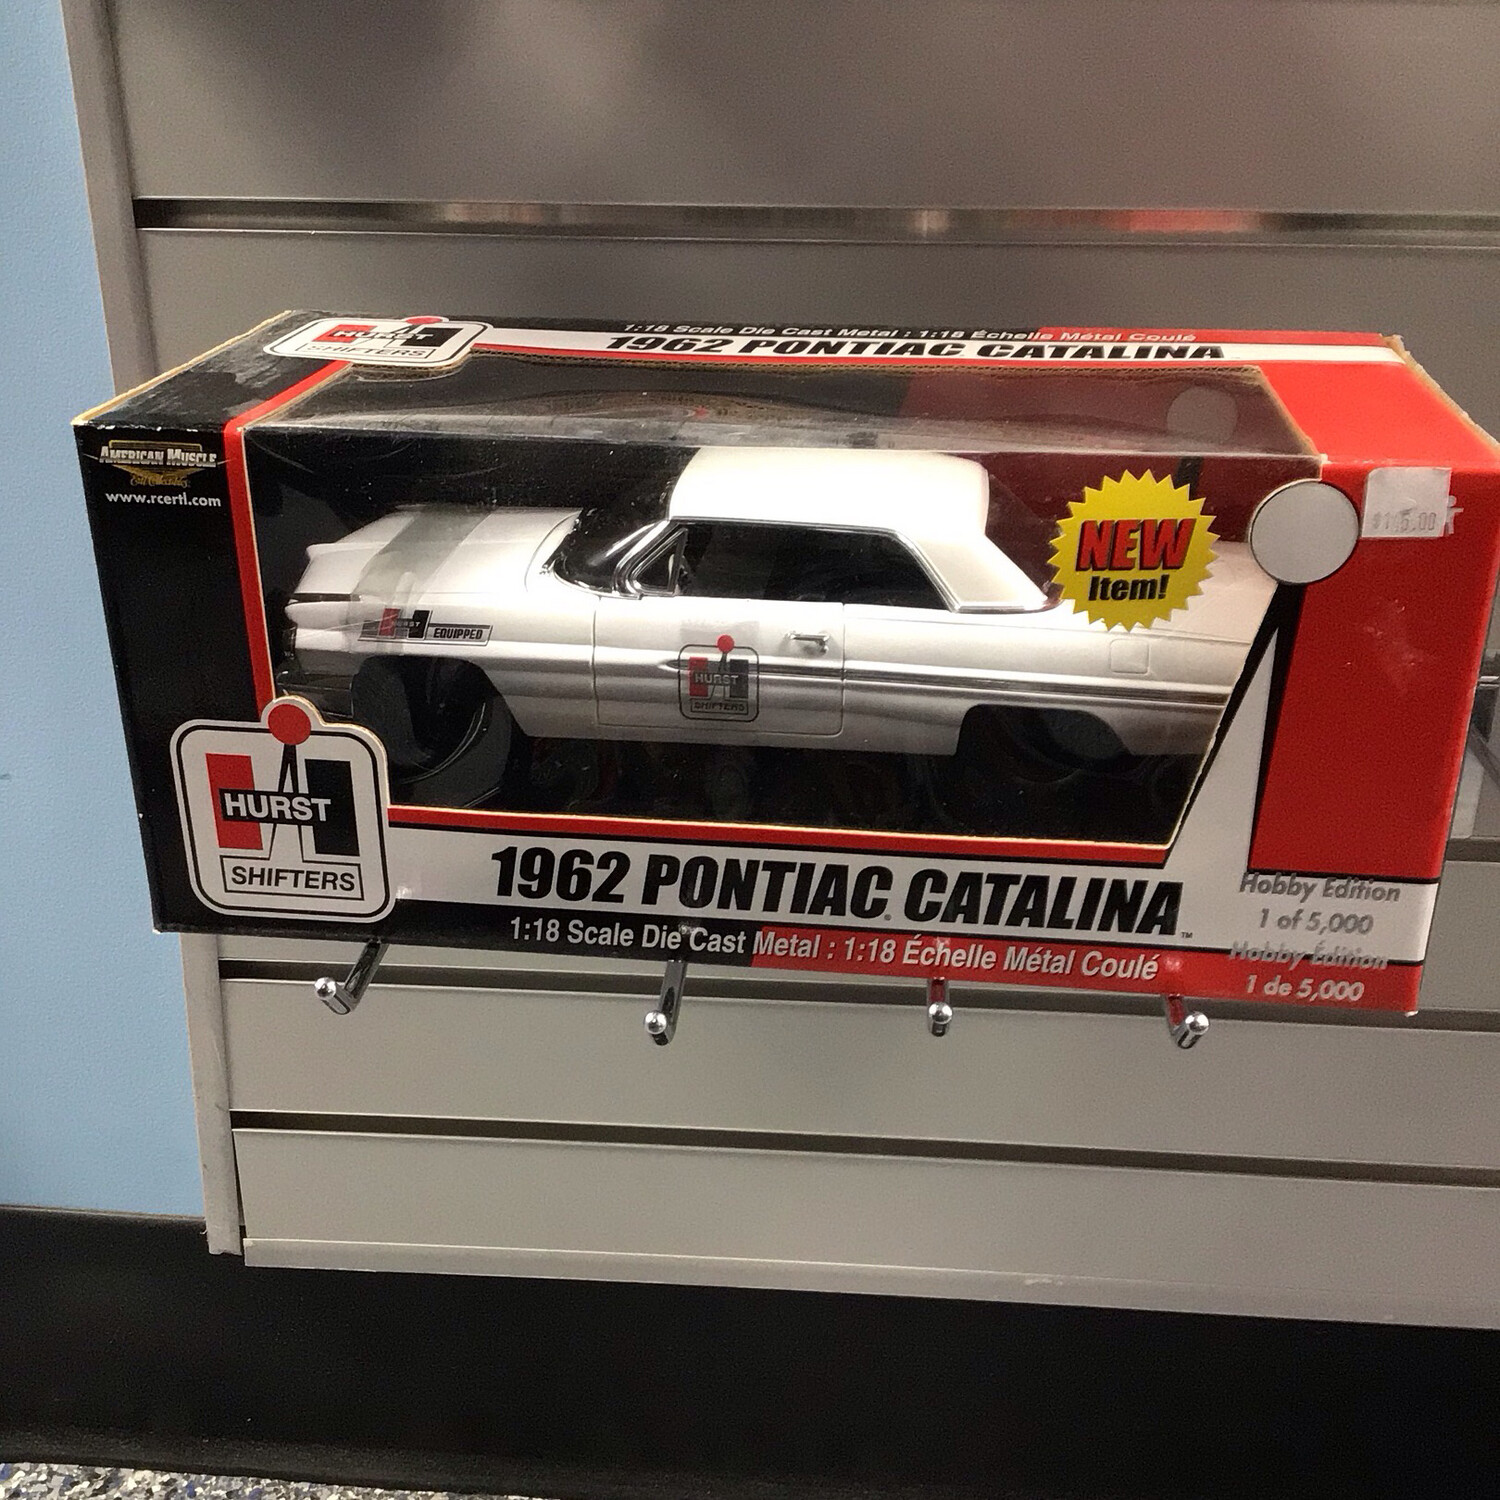 HURST
SHIFTERS
1:18 Scale Die Cast Metal : 1:18 Échelle Métal Coulé
1962 PONTIAC CATALINA
AMERICAN MUSCLE
www.rcertl.com
NEW
Item!
HURST
EQUIPPED
HURST
SHIFTERS
HURST
SHIFTERS
1962 PONTIAC CATALINA™
1:18 Scale Die Cast Metal : 1:18 Échelle Métal Coulé
Hobby Edition
1 of 5,000
Hobby Édition
1 de 5,000